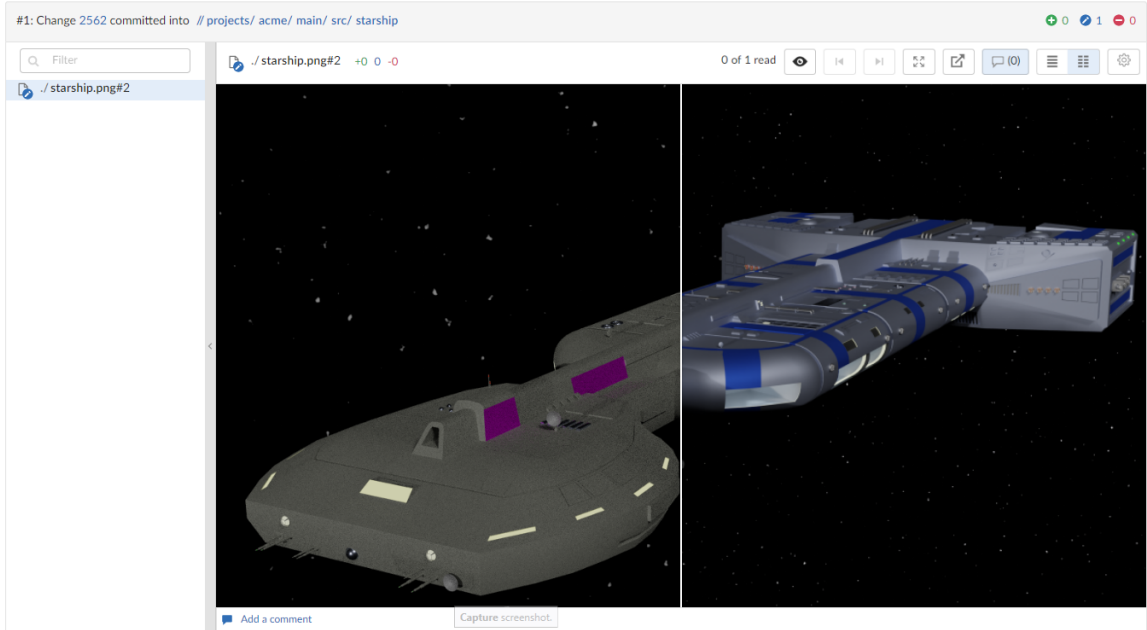 #1: Change 2562 committed into // projects/ acme/ main/ src/ starship
0 1 0
Filter
./ starship.png#2 +0 0 -0
0 of 1 read
(0)
./ starship.png#2
Add a comment
Capture screenshot.